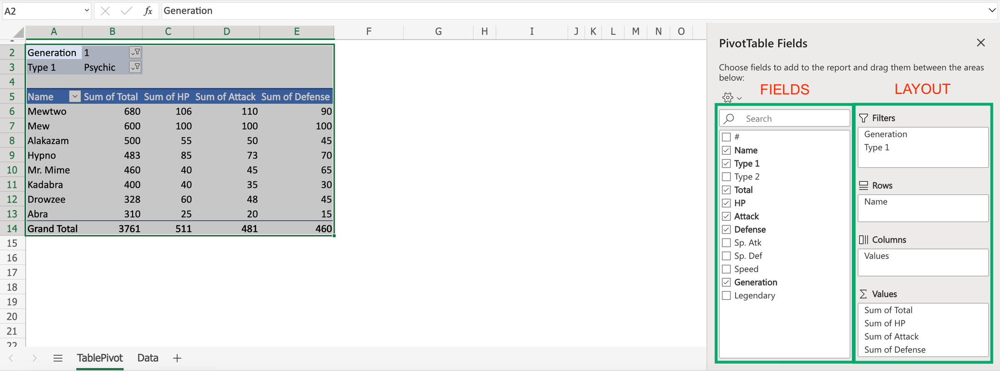 A2 fx Generation
A B C D E F G H I J K L M N O
2 Generation 1
3 Type 1 Psychic
4
5 Name Sum of Total Sum of HP Sum of Attack Sum of Defense
6 Mewtwo 680 106 110 90
7 Mew 600 100 100 100
8 Alakazam 500 55 50 45
9 Hypno 483 85 73 70
10 Mr. Mime 460 40 45 65
11 Kadabra 400 40 35 30
12 Drowzee 328 60 48 45
13 Abra 310 25 20 15
14 Grand Total 3761 511 481 460
15
16
17
18
19
20
21
22
TablePivot Data +
PivotTable Fields
Choose fields to add to the report and drag them between the areas
below:
FIELDS
Search
#
Name
Type 1
Type 2
Total
HP
Attack
Defense
Sp. Atk
Sp. Def
Speed
Generation
Legendary
LAYOUT
Filters
Generation
Type 1
Rows
Name
Columns
Values
Σ Values
Sum of Total
Sum of HP
Sum of Attack
Sum of Defense